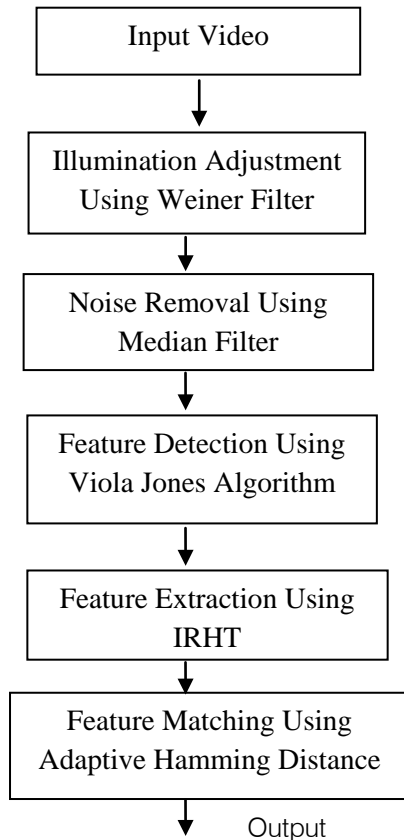 Input Video
Illumination Adjustment
Using Weiner Filter
Noise Removal Using
Median Filter
Feature Detection Using
Viola Jones Algorithm
Feature Extraction Using
IRHT
Feature Matching Using
Adaptive Hamming Distance
Output